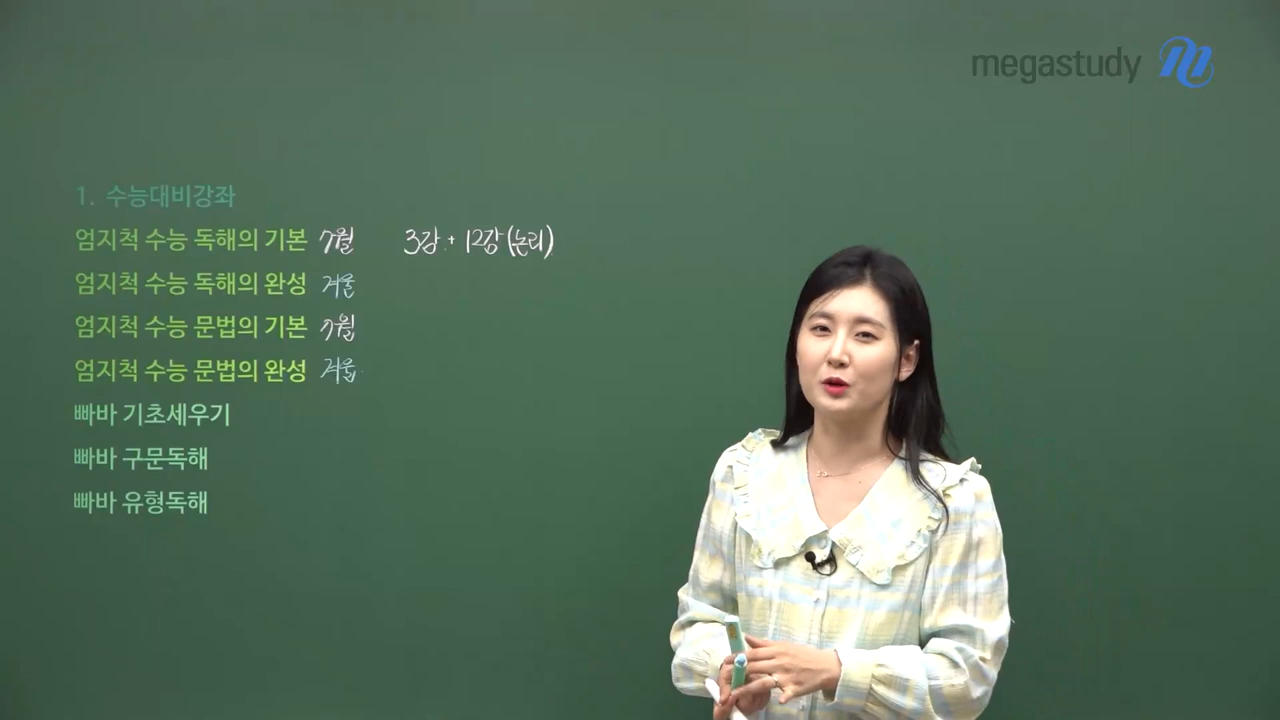 megastudy
1. 수능대비강좌
엄지척 수능 독해의 기본 7월 3강 + 12강 (논리)
엄지척 수능 독해의 완성 겨울
엄지척 수능 문법의 기본 7월
엄지척 수능 문법의 완성 겨울
빠바 기초세우기
빠바 구문독해
빠바 유형독해